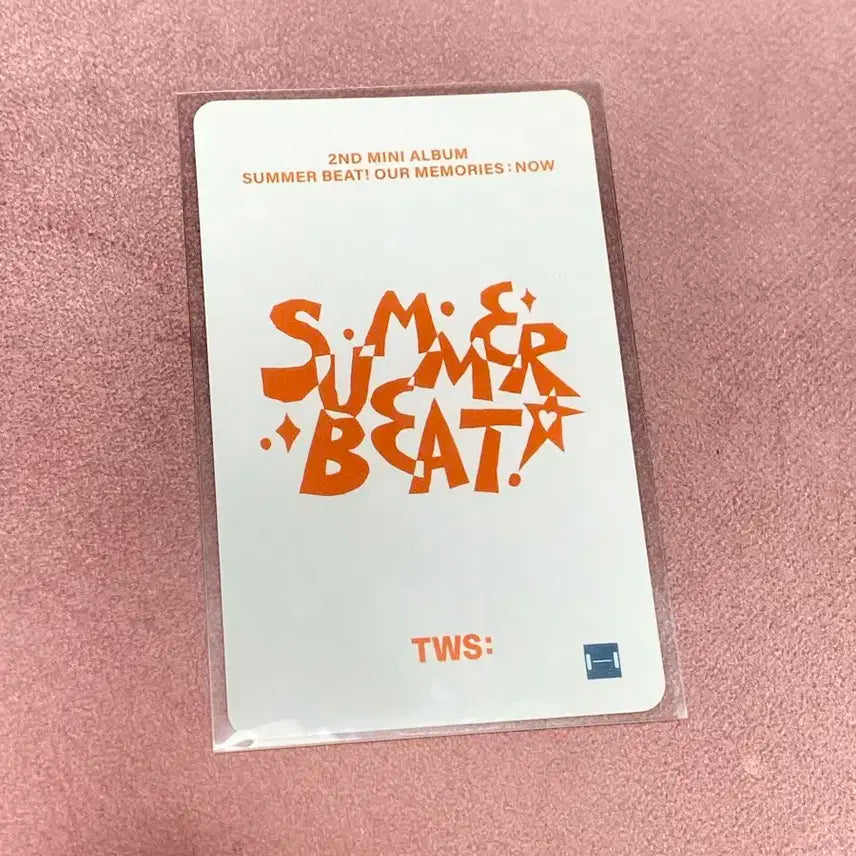 2ND MINI ALBUM
SUMMER BEAT! OUR MEMORIES : NOW
SUMMER
BEAT!
TWS: